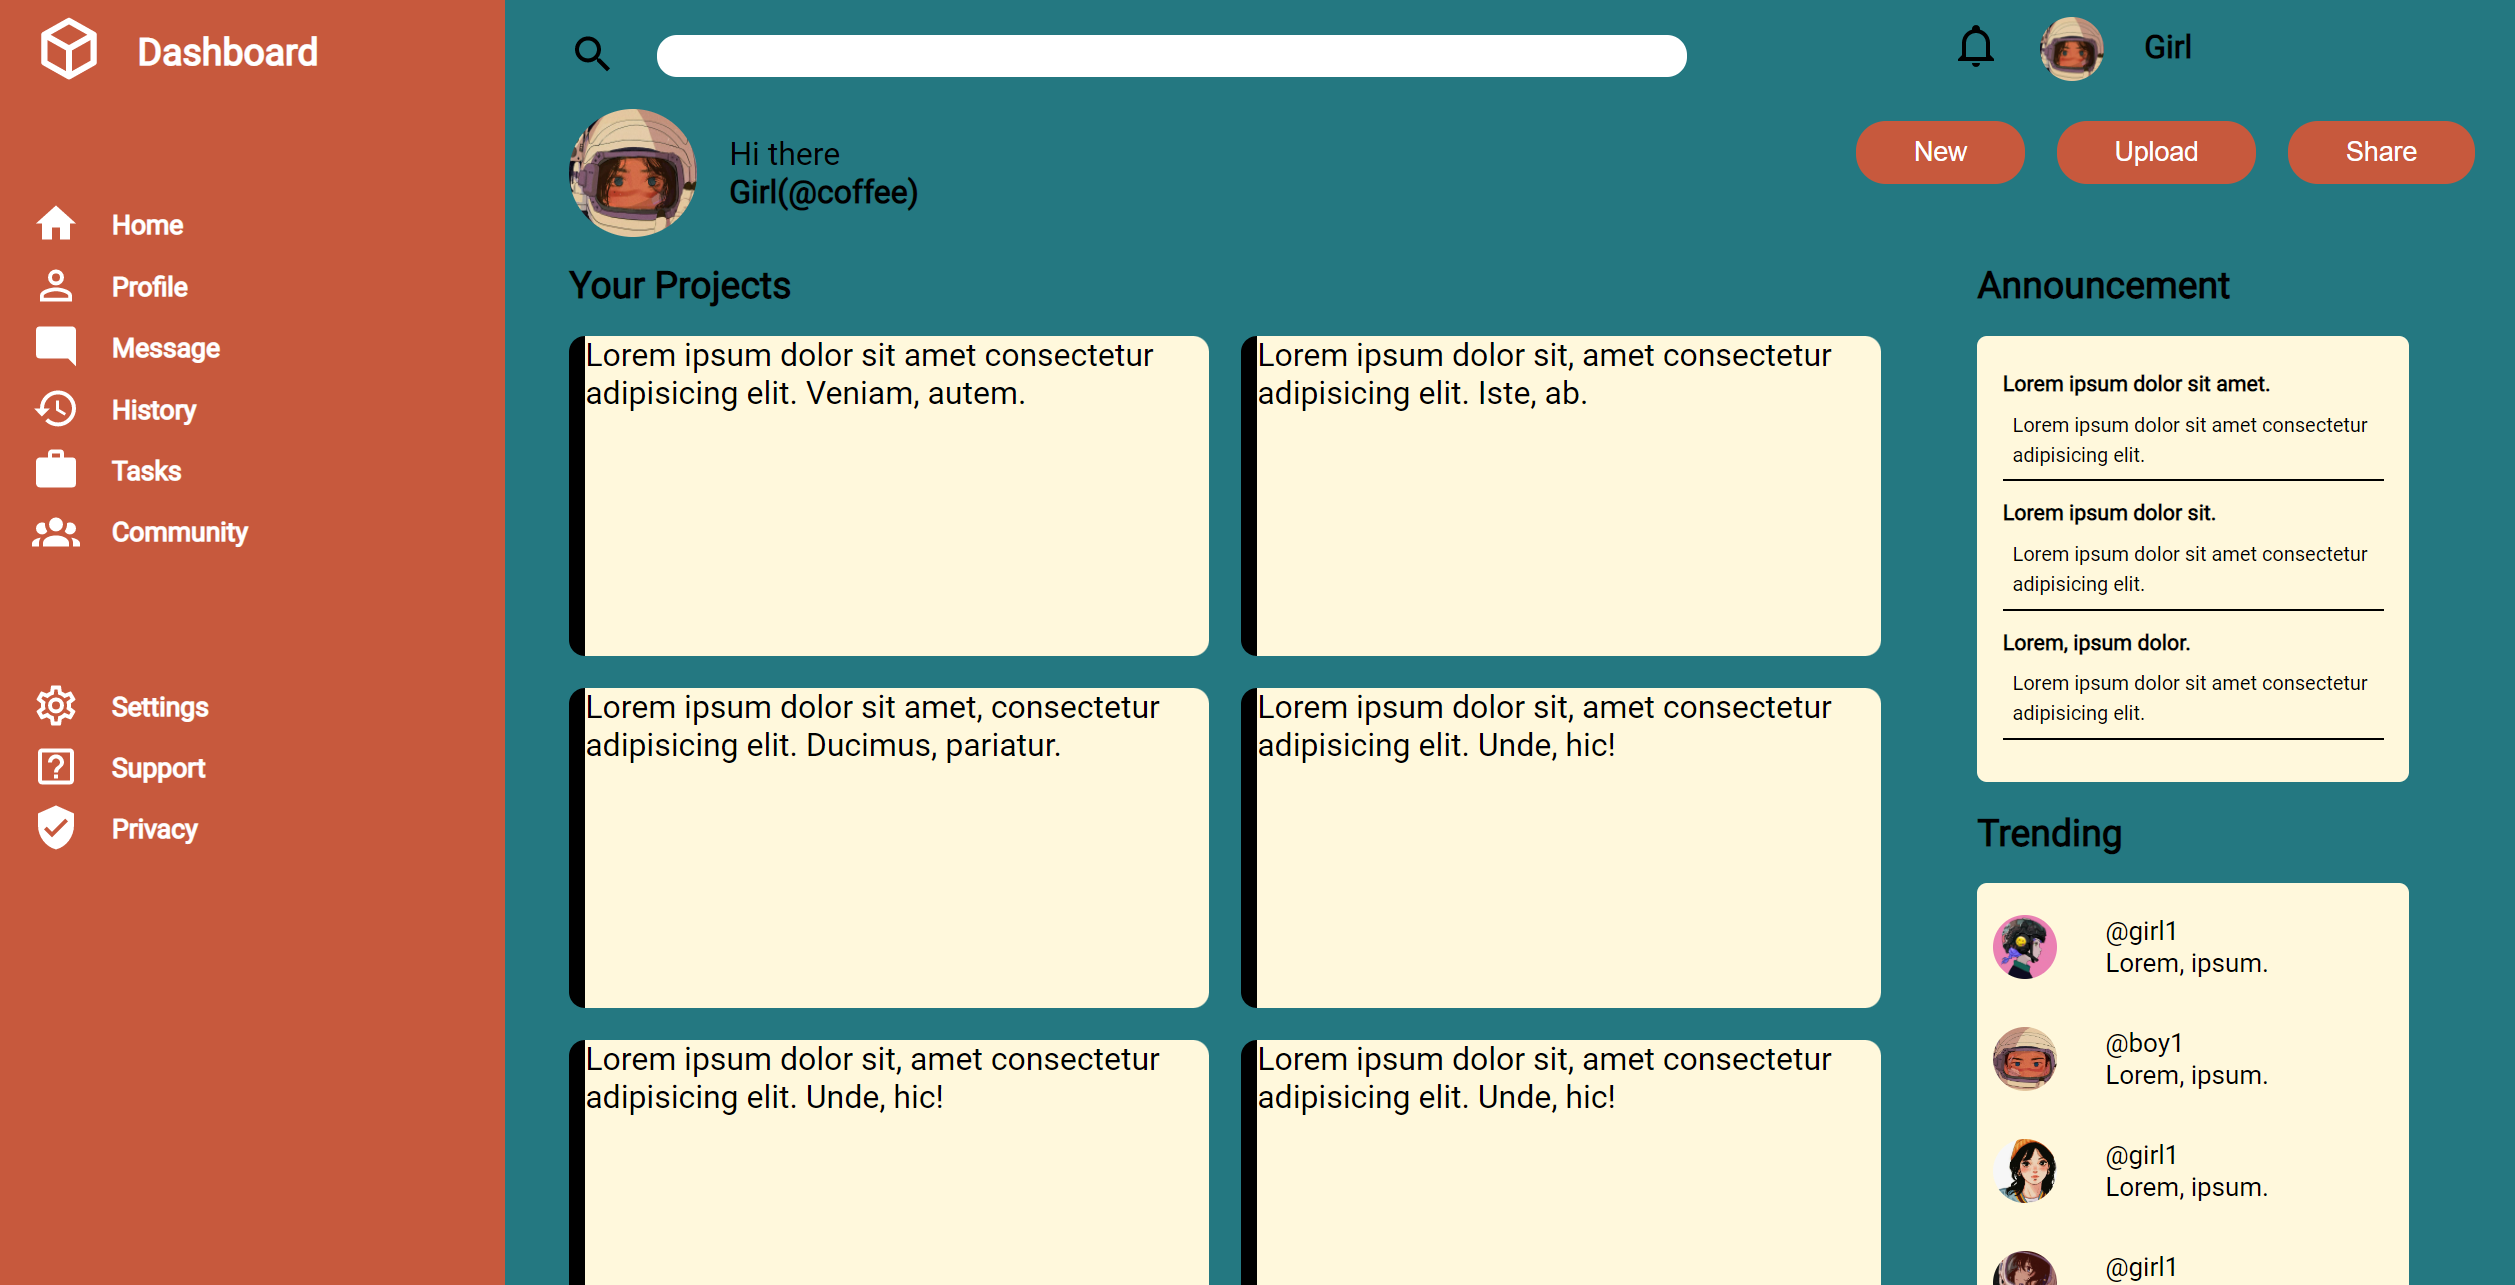 Dashboard
Home
Profile
Message
History
Tasks
Community
Settings
Support
Privacy
Girl
Hi there
Girl(@coffee)
New
Upload
Share
Your Projects
Lorem ipsum dolor sit amet consectetur
adipisicing elit. Veniam, autem.
Lorem ipsum dolor sit, amet consectetur
adipisicing elit. Iste, ab.
Lorem ipsum dolor sit amet, consectetur
adipisicing elit. Ducimus, pariatur.
Lorem ipsum dolor sit, amet consectetur
adipisicing elit. Unde, hic!
Lorem ipsum dolor sit, amet consectetur
adipisicing elit. Unde, hic!
Lorem ipsum dolor sit, amet consectetur
adipisicing elit. Unde, hic!
Announcement
Lorem ipsum dolor sit amet.
Lorem ipsum dolor sit amet consectetur
adipisicing elit.
Lorem ipsum dolor sit.
Lorem ipsum dolor sit amet consectetur
adipisicing elit.
Lorem, ipsum dolor.
Lorem ipsum dolor sit amet consectetur
adipisicing elit.
Trending
@girl1
Lorem, ipsum.
@boy1
Lorem, ipsum.
@girl1
Lorem, ipsum.
@girl1